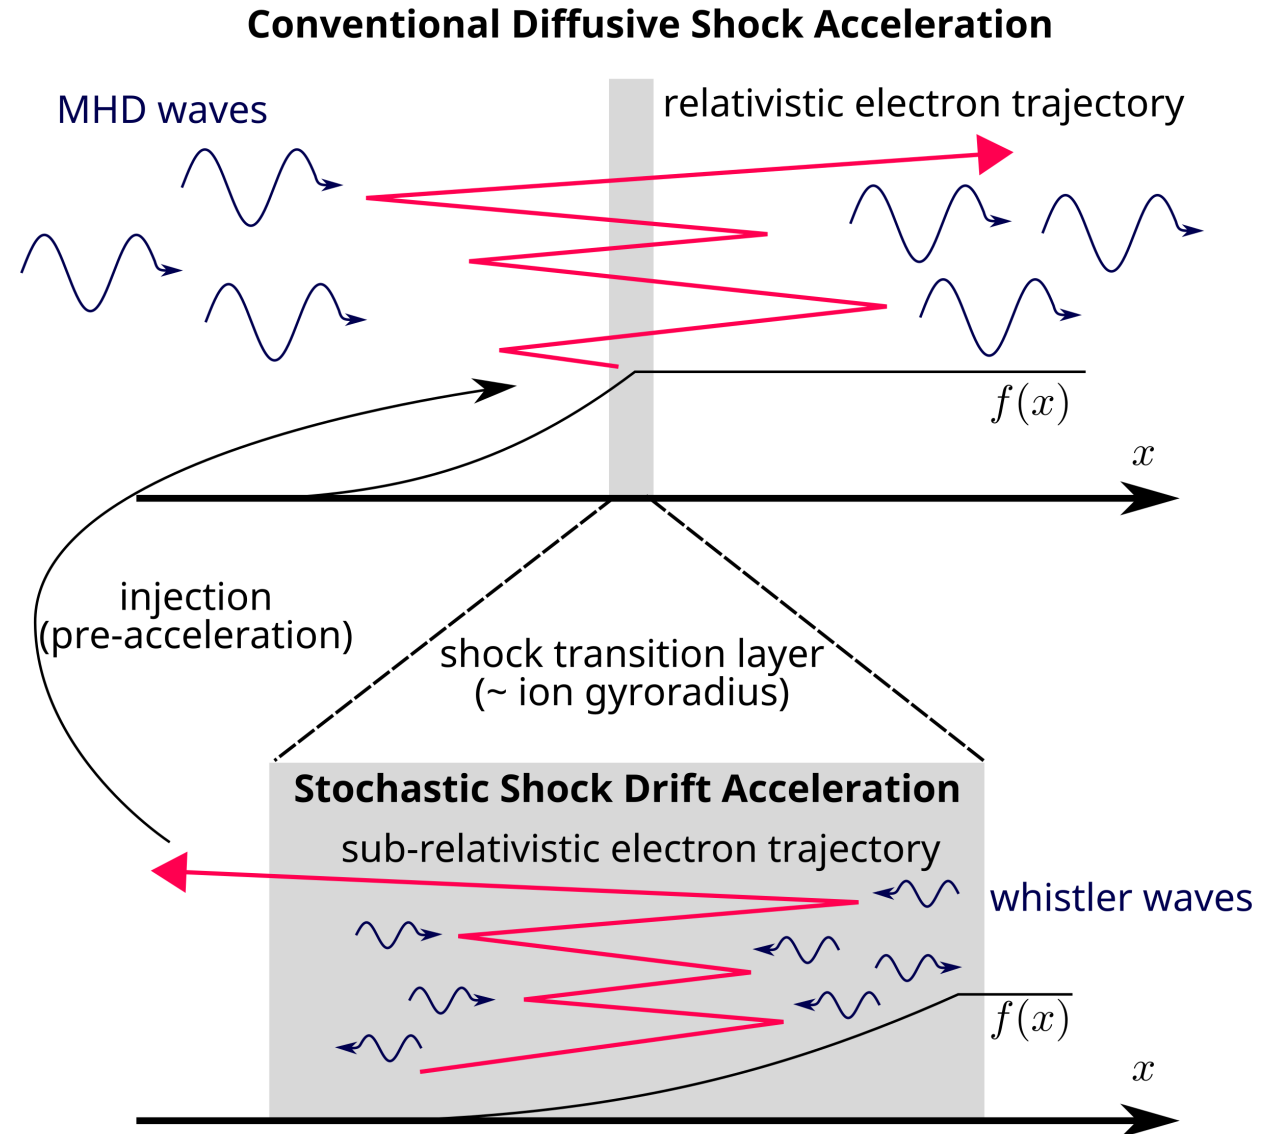 Conventional Diffusive Shock Acceleration
MHD waves
relativistic electron trajectory
f(x)
x
injection
(pre-acceleration)
shock transition layer
(~ ion gyroradius)
Stochastic Shock Drift Acceleration
sub-relativistic electron trajectory
whistler waves
f(x)
x